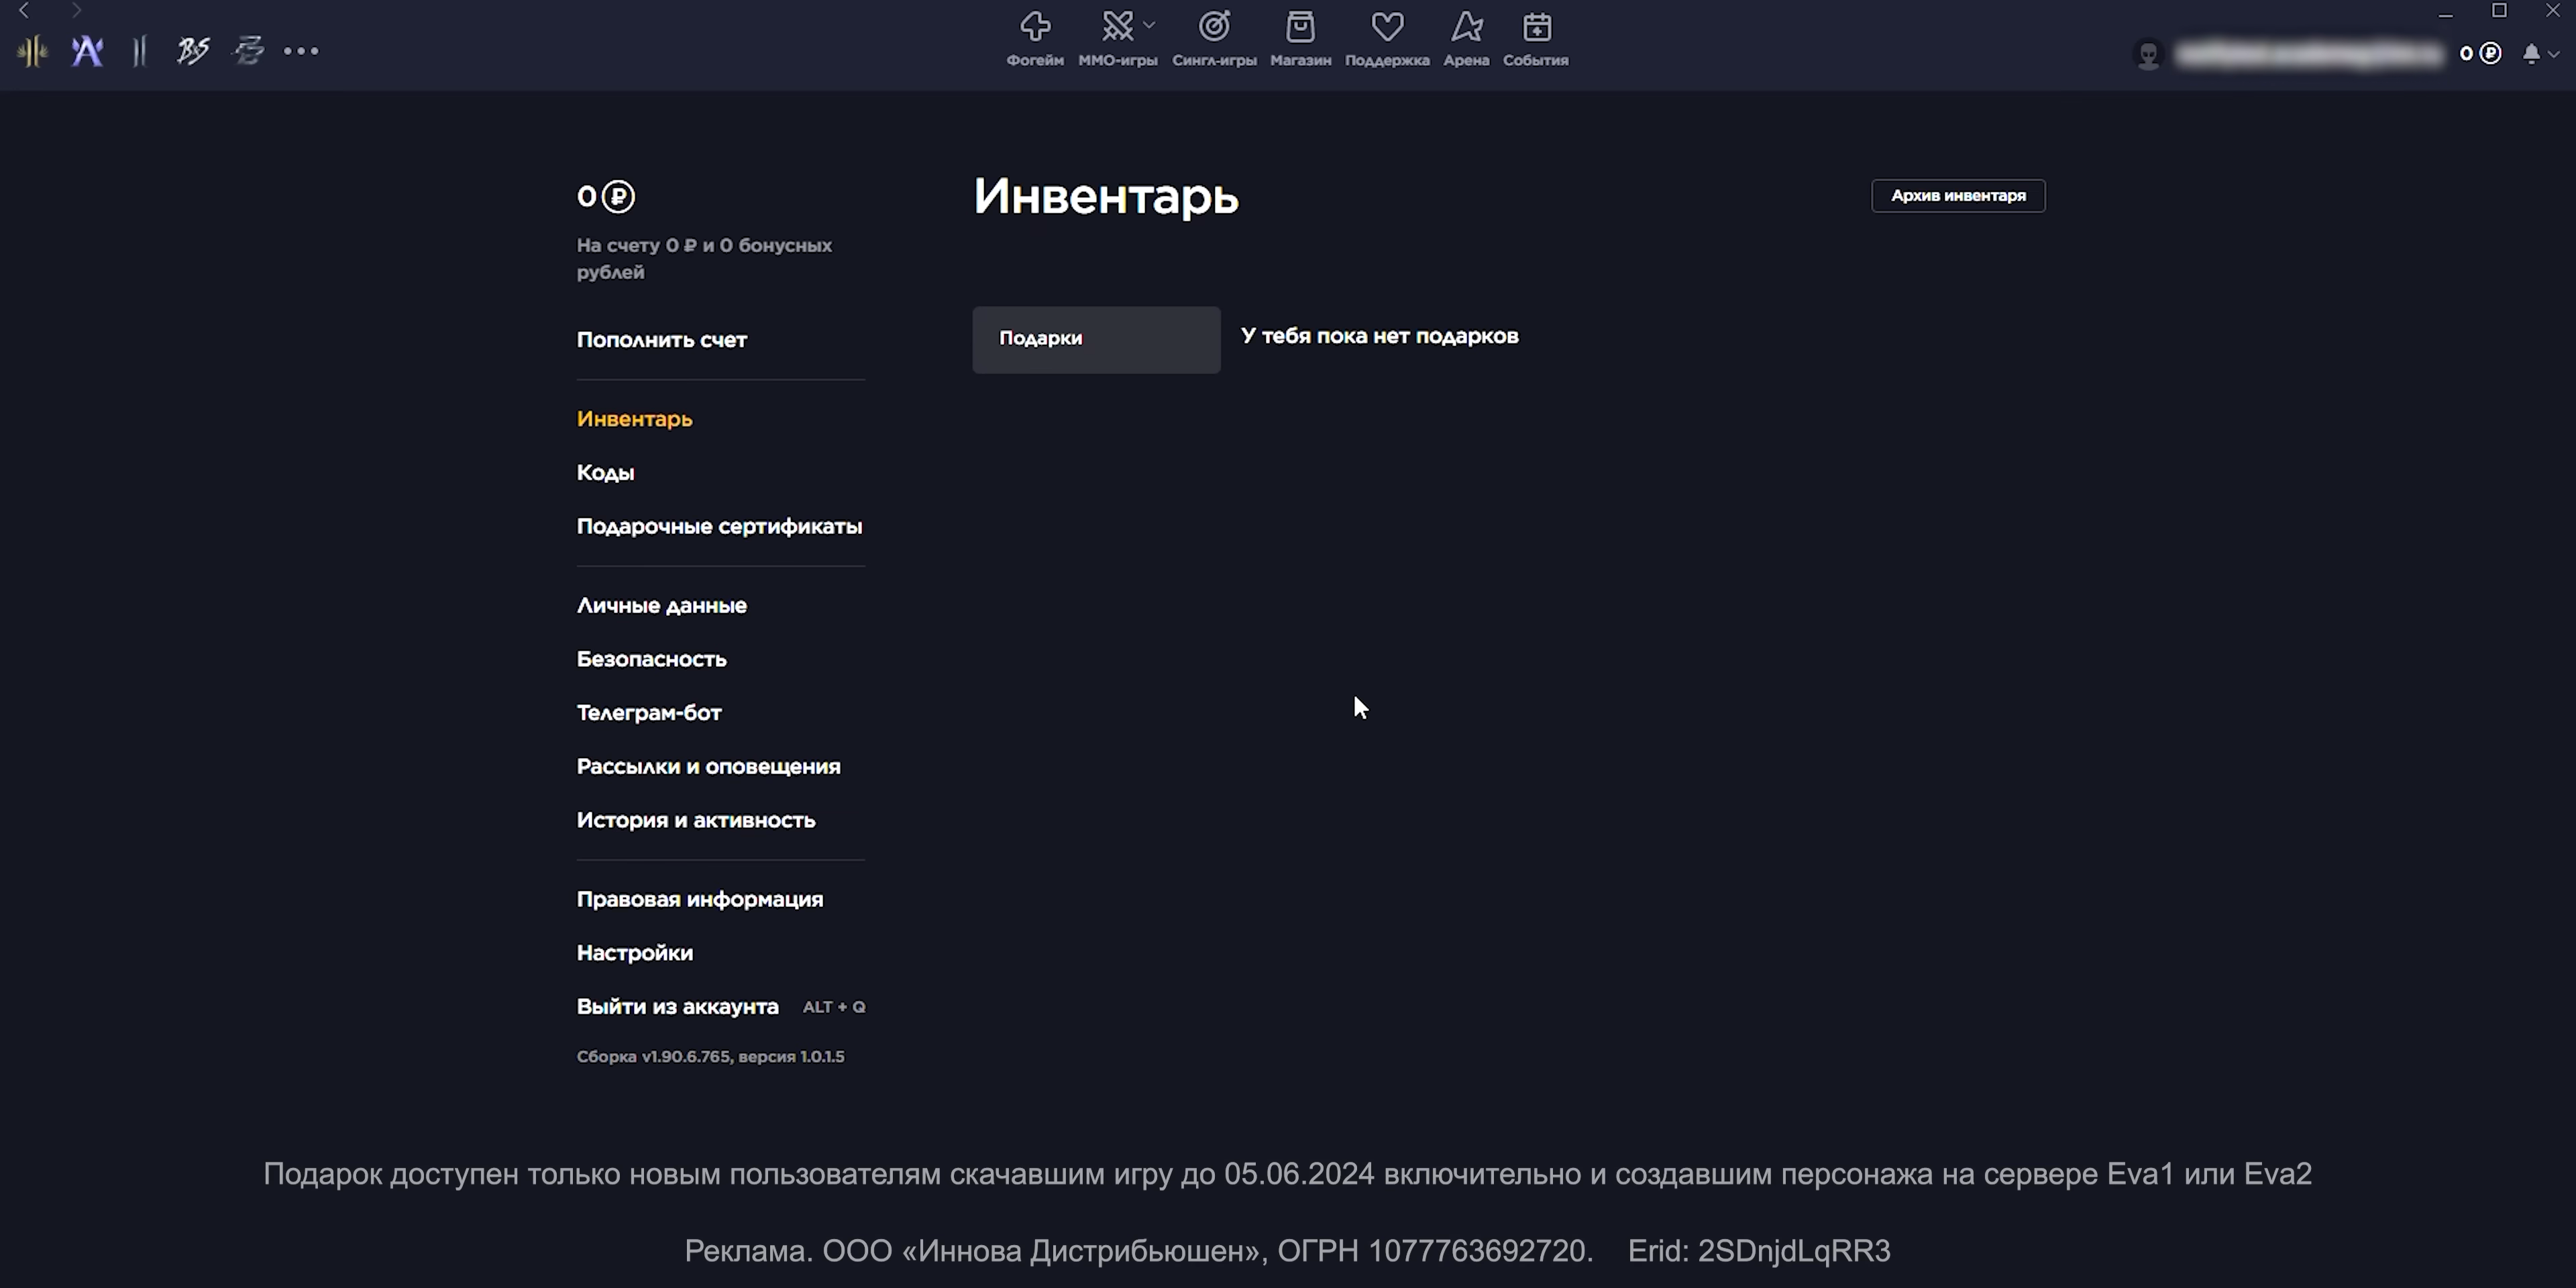 B&S
Фогейм
ММО-игры
Сингл-игры
Магазин
Поддержка
Арена
События
0 ₽
0 ₽
На счету 0 ₽ и 0 бонусных
рублей
Пополнить счет
Инвентарь
Коды
Подарочные сертификаты
Личные данные
Безопасность
Телеграм-бот
Рассылки и оповещения
История и активность
Правовая информация
Настройки
Выйти из аккаунта ALT + Q
Сборка v1.90.6.765, версия 1.0.1.5
Инвентарь
Архив инвентаря
Подарки
У тебя пока нет подарков
Подарок доступен только новым пользователям скачавшим игру до 05.06.2024 включительно и создавшим персонажа на сервере Eva1 или Eva2
Реклама. ООО «Иннова Дистрибьюшен», ОГРН 1077763692720. Erid: 2SDnjdLqRR3